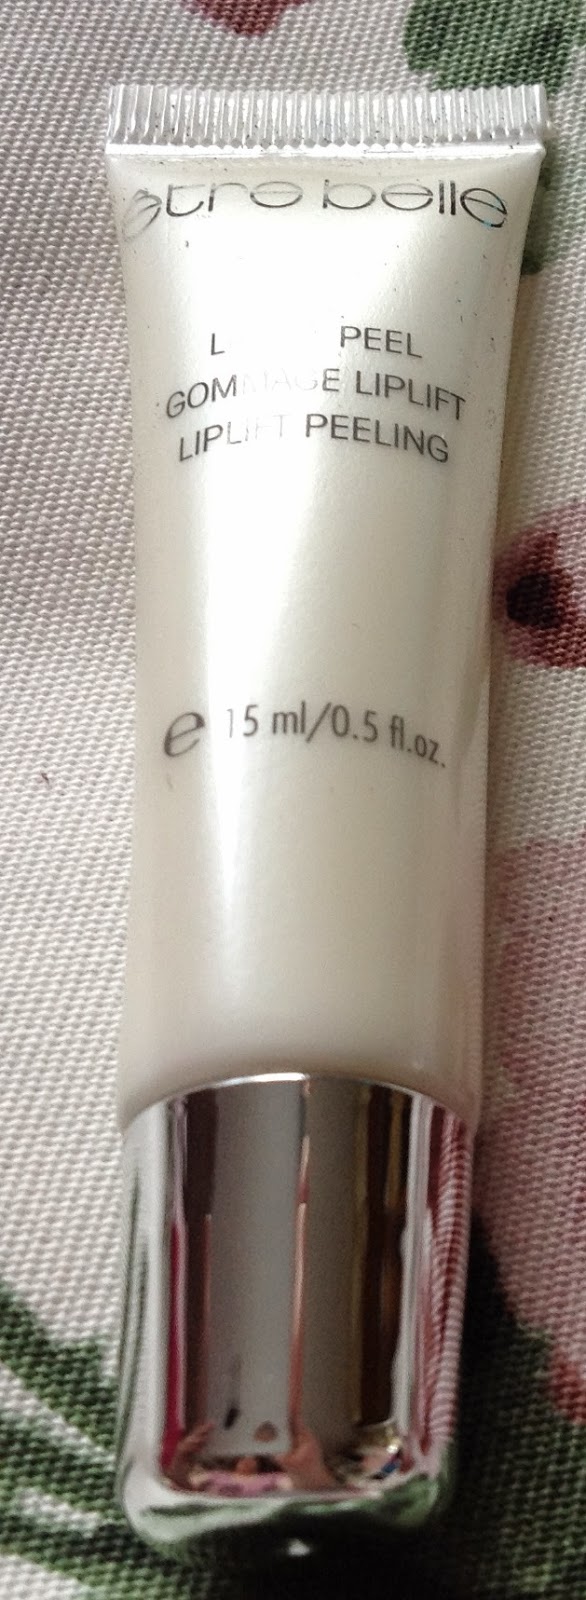 etre belle
PEEL
GOMMAGE LIPLIFT
LIPLIFT PEELING
e 15 ml/0.5 fl.oz.